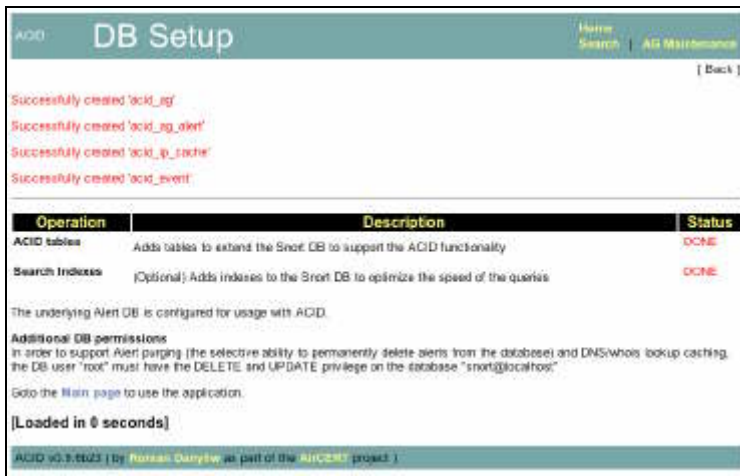 ACID
DB Setup
Home
Search | AG Maintenance
[ Back ]
Successfully created 'acid_ag'
Successfully created 'acid_ag_alert'
Successfully created 'acid_ip_cache'
Successfully created 'acid_event'
Operation Description Status
ACID tables Adds tables to extend the Snort DB to support the ACID functionality DONE
Search Indexes (Optional) Adds indexes to the Snort DB to optimize the speed of the queries DONE
The underlying Alert DB is configured for usage with ACID.
Additional DB permissions
In order to support Alert purging (the selective ability to permanently delete alerts from the database) and DNS/whois lookup caching,
the DB user "root" must have the DELETE and UPDATE privilege on the database "snort@localhost"
Goto the Main page to use the application.
[Loaded in 0 seconds]
ACID v0.9.6b23 ( by Roman Danyliw as part of the AirCERT project )